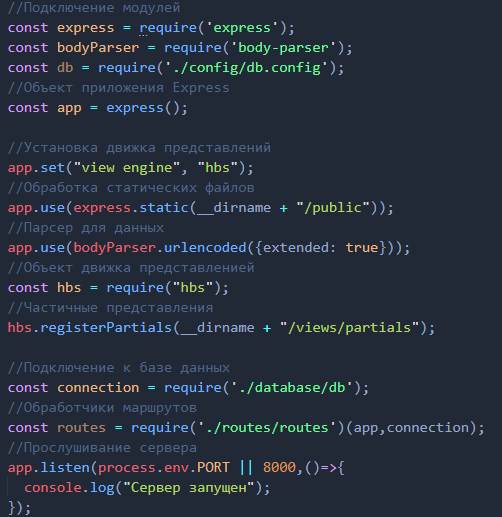 //Подключение модулей
const express = require('express');
const bodyParser = require('body-parser');
const db = require('./config/db.config');
//Объект приложения Express
const app = express();
//Установка движка представлений
app.set("view engine", "hbs");
//Обработка статических файлов
app.use(express.static(__dirname + "/public"));
//Парсер для данных
app.use(bodyParser.urlencoded({extended: true}));
//Объект движка представленией
const hbs = require("hbs");
//Частичные представления
hbs.registerPartials(__dirname + "/views/partials");
//Подключение к базе данных
const connection = require('./database/db');
//Обработчики маршрутов
const routes = require('./routes/routes')(app,connection);
//Прослушивание сервера
app.listen(process.env.PORT || 8000,()=>{
  console.log("Сервер запущен");
});